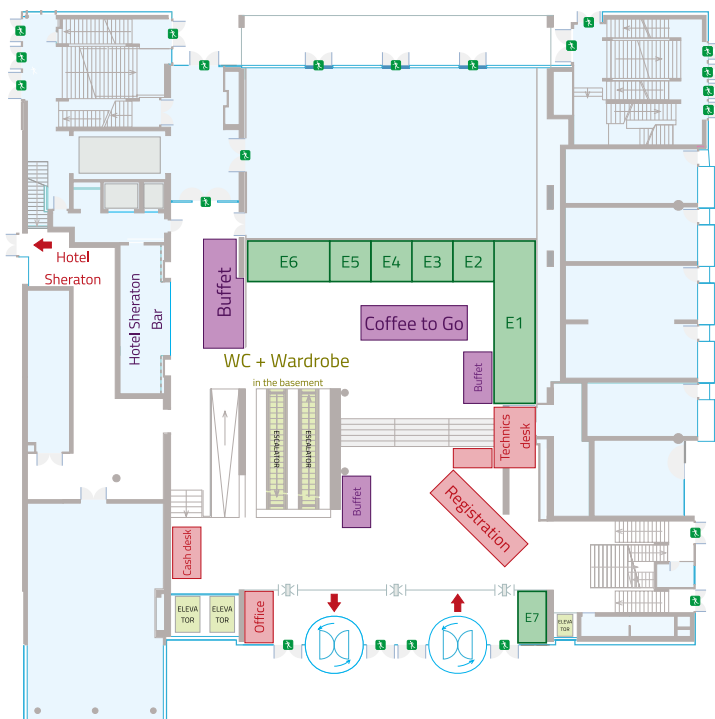 Hotel
Sheraton
Hotel Sheraton
Bar
Buffet
E6
E5
E4
E3
E2
E1
Coffee to Go
Buffet
WC + Wardrobe
in the basement
ESCALATOR
ESCALATOR
Technics
desk
Buffet
Registration
Cash desk
ELEVA
TOR
ELEVA
TOR
Office
E7
ELEVA
TOR